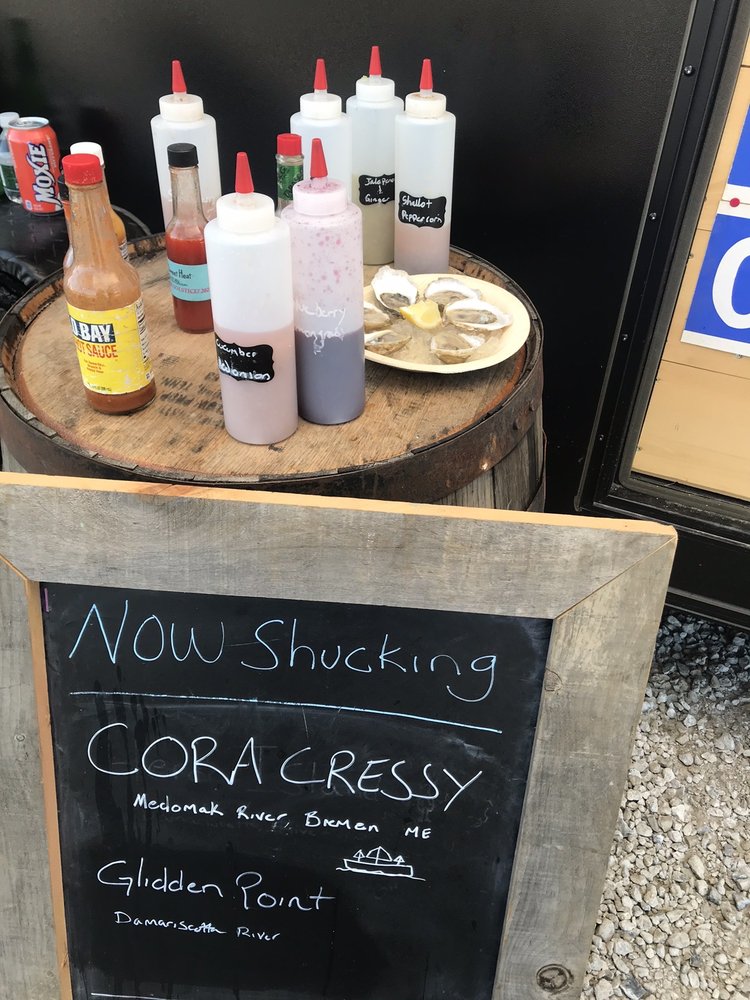 MOXIE
Jalapeno
&
Ginger
Shallot
Peppercorn
BAY
SAUCE
Cucumber
NOW Shucking
CORA CRESSY
Medomak River, Bremen ME
Glidden Point
Damariscotta River